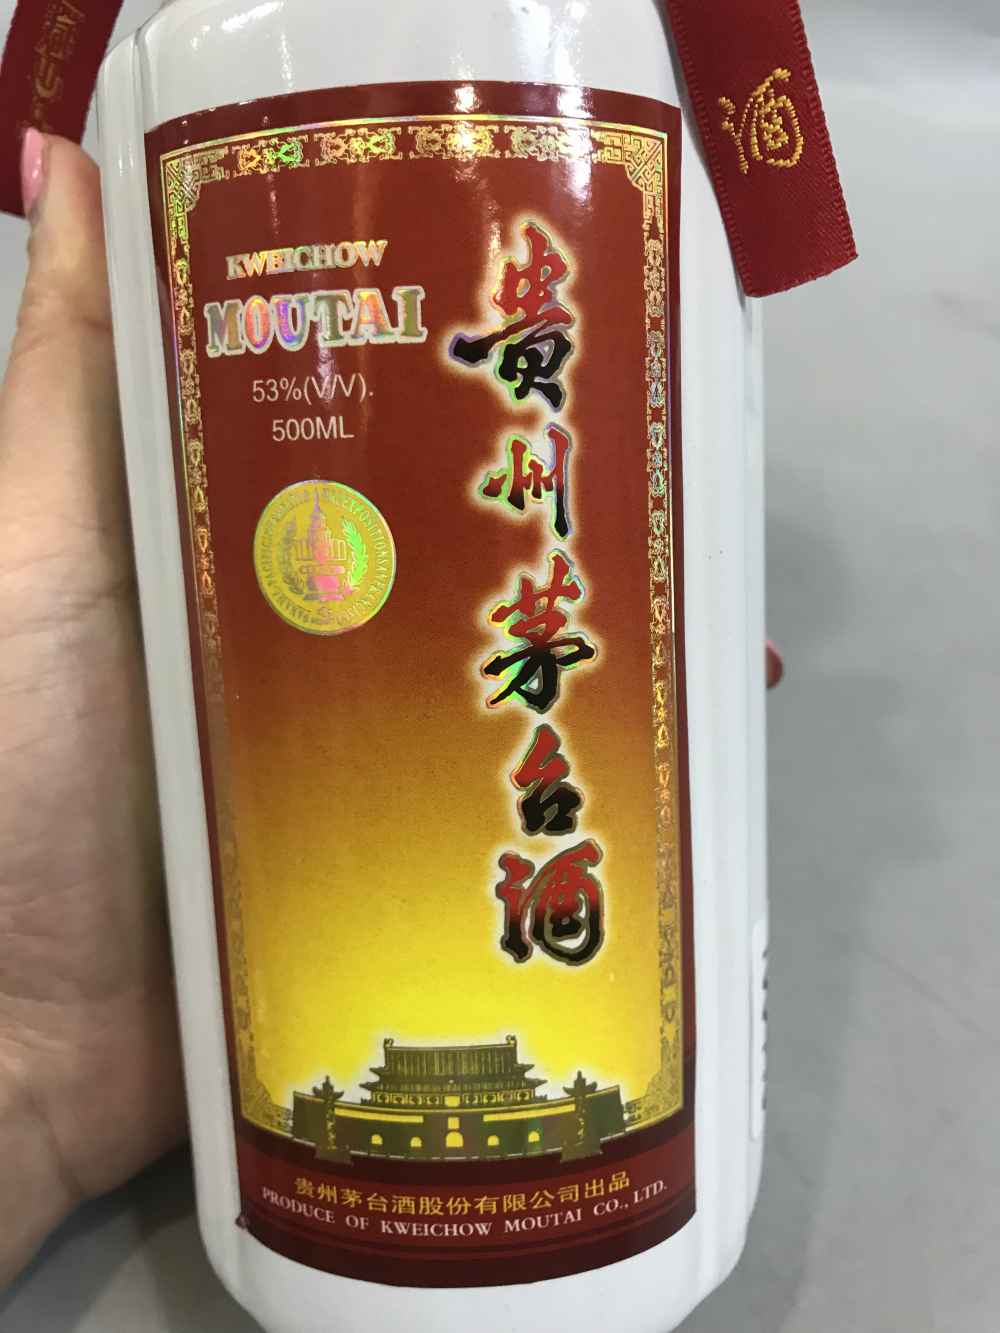 酒
KWEICHOW
MOUTAI
53%(V/V).
500ML
贵州茅台酒
贵州茅台酒股份有限公司出品
PRODUCE OF KWEICHOW MOUTAI CO., LTD.